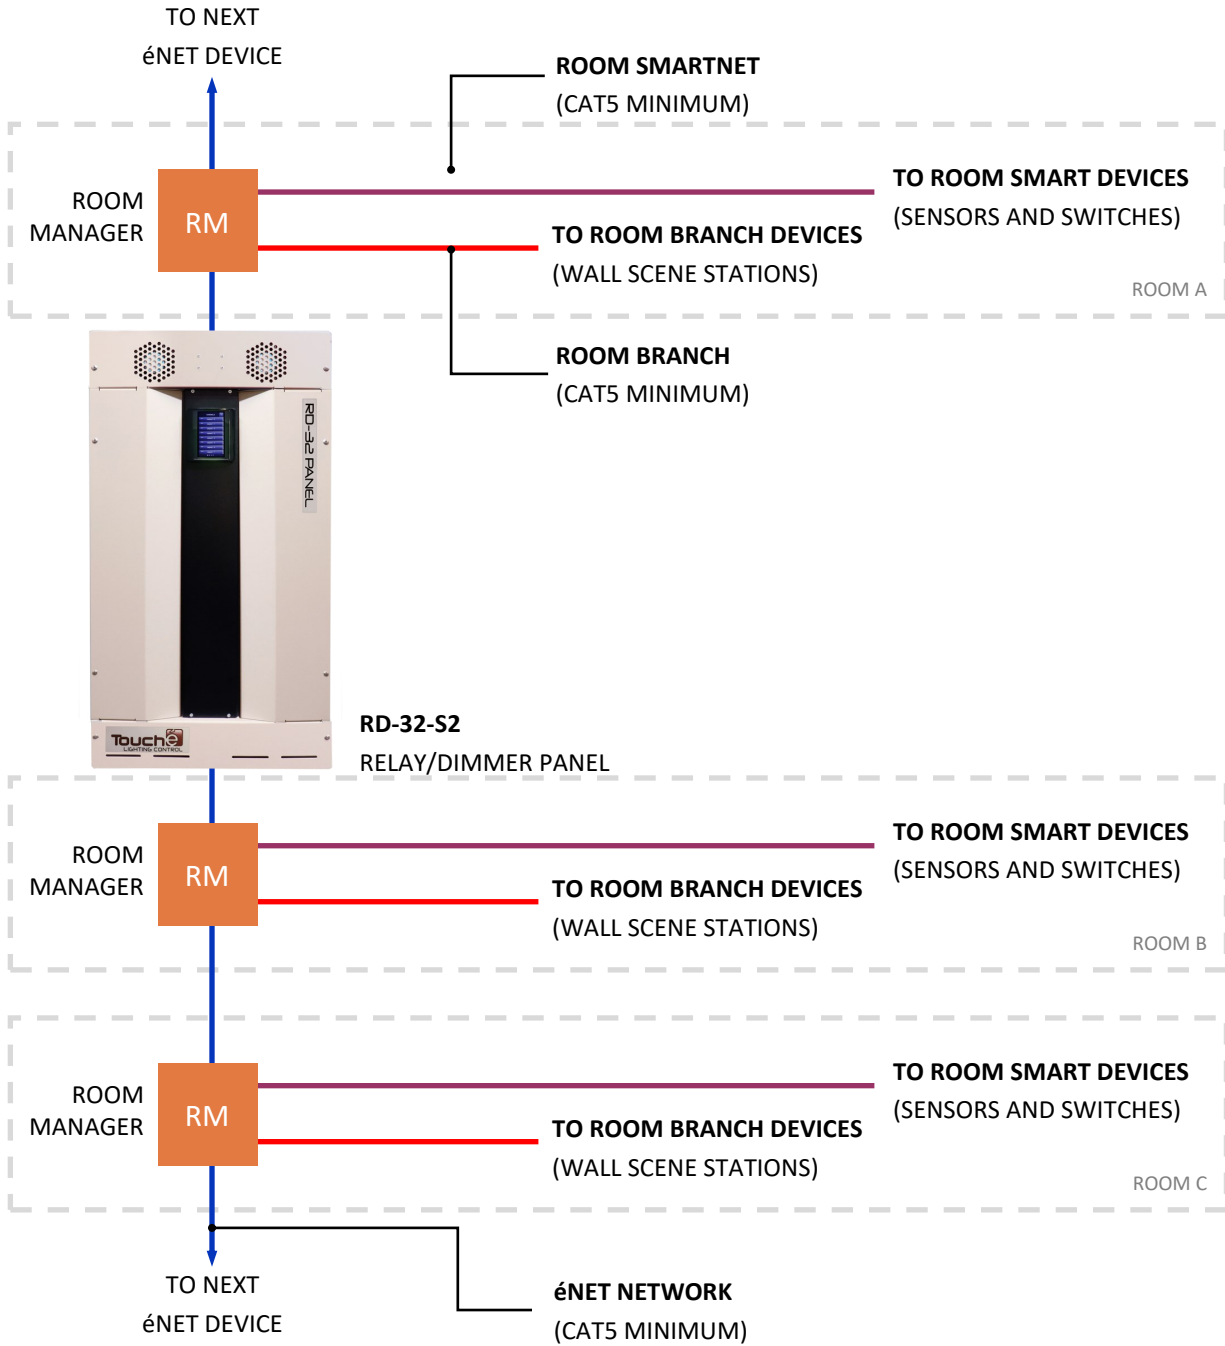 TO NEXT
éNET DEVICE
ROOM SMARTNET
(CAT5 MINIMUM)
ROOM
MANAGER
RM
TO ROOM SMART DEVICES
(SENSORS AND SWITCHES)
TO ROOM BRANCH DEVICES
(WALL SCENE STATIONS)
ROOM A
ROOM BRANCH
(CAT5 MINIMUM)
RD-32 PANEL
Touché
LIGHTING CONTROL
RD-32-S2
RELAY/DIMMER PANEL
ROOM
MANAGER
RM
TO ROOM SMART DEVICES
(SENSORS AND SWITCHES)
TO ROOM BRANCH DEVICES
(WALL SCENE STATIONS)
ROOM B
ROOM
MANAGER
RM
TO ROOM SMART DEVICES
(SENSORS AND SWITCHES)
TO ROOM BRANCH DEVICES
(WALL SCENE STATIONS)
ROOM C
TO NEXT
éNET DEVICE
éNET NETWORK
(CAT5 MINIMUM)